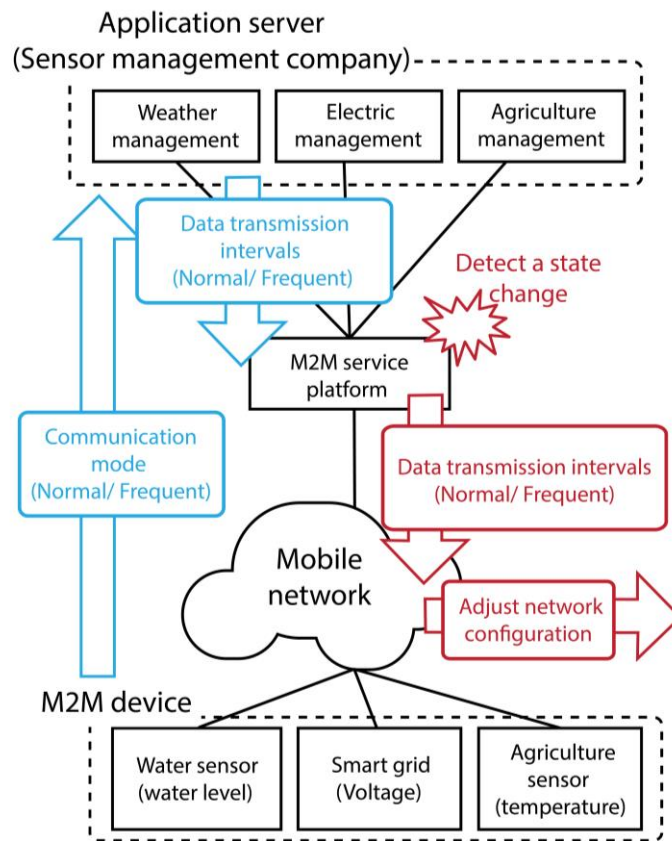 Application server
(Sensor management company)
Weather
management
Electric
management
Agriculture
management
Data transmission
intervals
(Normal/ Frequent)
Detect a state
change
M2M service
platform
Communication
mode
(Normal/ Frequent)
Data transmission intervals
(Normal/ Frequent)
Mobile
network
Adjust network
configuration
M2M device
Water sensor
(water level)
Smart grid
(Voltage)
Agriculture
sensor
(temperature)